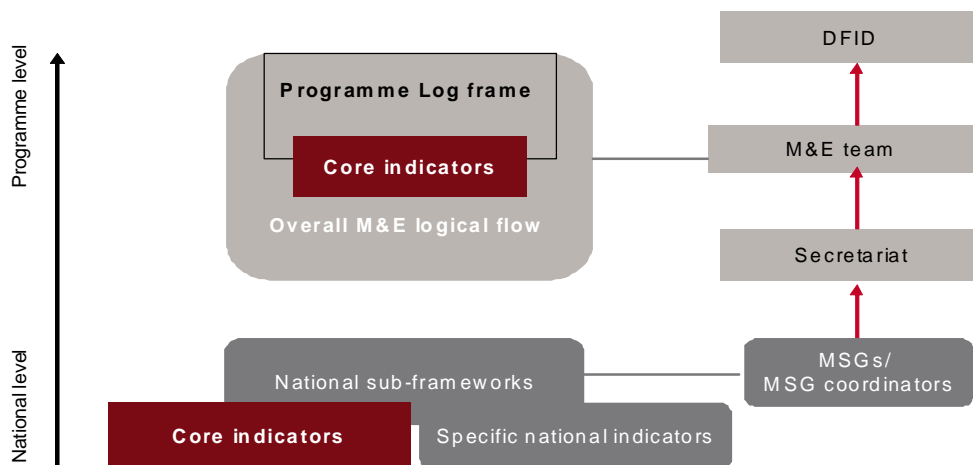 Programme level
National level
Programme Log frame
Core indicators
Overall M&E logical flow
DFID
M&E team
Secretariat
National sub-frameworks
MSGs/
MSG coordinators
Core indicators
Specific national indicators